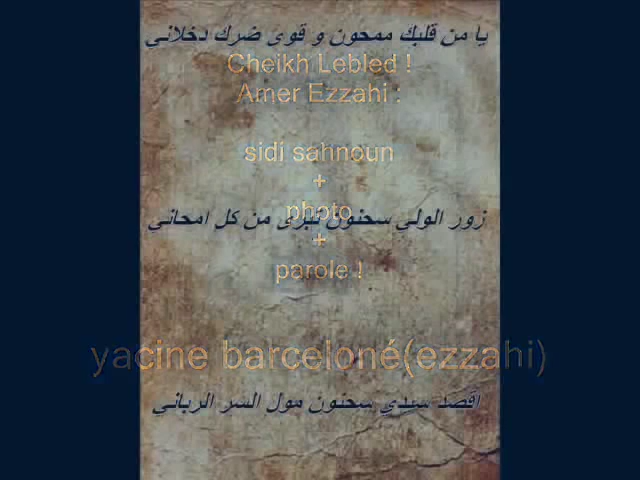 يا من قلبك ممحون و قوى ضرك دخلاني
Cheikh Lebled !
Amer Ezzahi :
sidi sahnoun
+
photo
زور الولي سحنون تبرى من كل امحاني
+
parole !
yacine barceloné(ezzahi)
اقصد سيدي سحنون مول السر الرباني